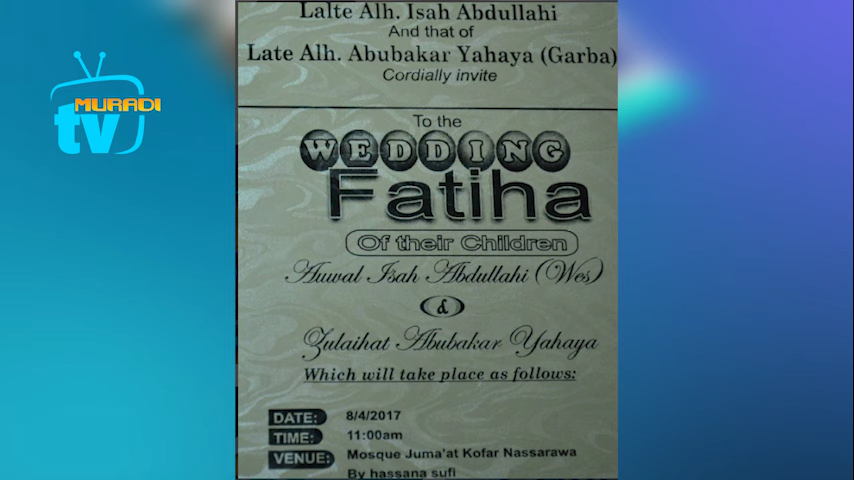 MURADI
tv
Lalte Alh. Isah Abdullahi
And that of
Late Alh. Abubakar Yahaya (Garba)
Cordially invite
To the
WEDDING
Fatiha
Of their Children
Auwal Isah Abdullahi (Wes)
&
Zulaihat Abubakar Yahaya
Which will take place as follows:
DATE: 8/4/2017
TIME: 11:00am
VENUE: Mosque Juma'at Kofar Nassarawa
By hassana sufi